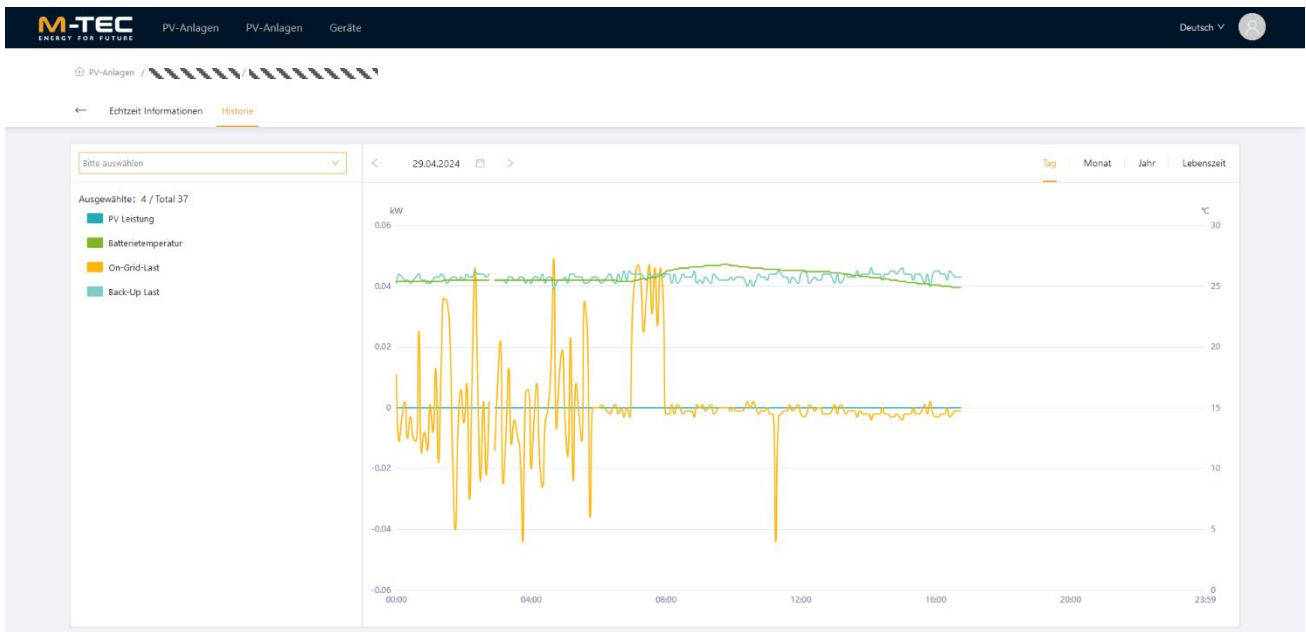 M-TEC
ENERGY FOR FUTURE
PV-Anlagen PV-Anlagen Geräte Deutsch
PV-Anlagen / /
← Echtzeit Informationen Historie
Bitte auswählen
< 29.04.2024 >
Tag Monat Jahr Lebenszeit
Ausgewählte: 4 / Total 37
PV Leistung
Batterietemperatur
On-Grid-Last
Back-Up Last
kW
0.06
0.04
0.02
0
-0.02
-0.04
-0.06
℃
30
25
20
15
10
5
0
00:00 04:00 08:00 12:00 16:00 20:00 23:59